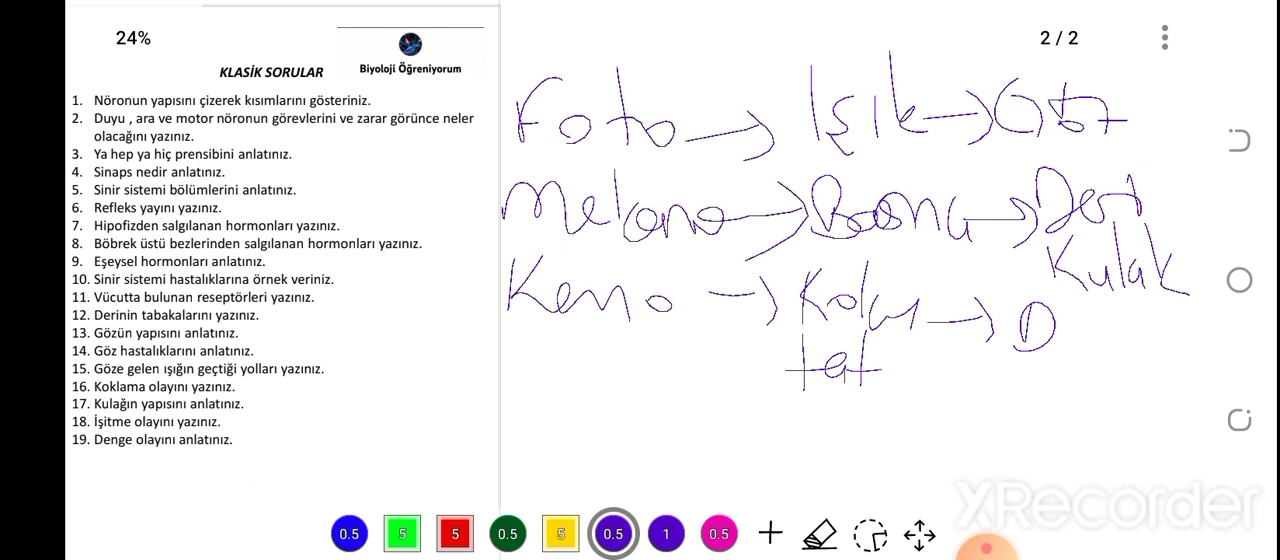 24%
2 / 2
Biyoloji Öğreniyorum
KLASİK SORULAR
1. Nöronun yapısını çizerek kısımlarını gösteriniz.
2. Duyu , ara ve motor nöronun görevlerini ve zarar görünce neler
olacağını yazınız.
3. Ya hep ya hiç prensibini anlatınız.
4. Sinaps nedir anlatınız.
5. Sinir sistemi bölümlerini anlatınız.
6. Refleks yayını yazınız.
7. Hipofizden salgılanan hormonları yazınız.
8. Böbrek üstü bezlerinden salgılanan hormonları yazınız.
9. Eşeysel hormonları anlatınız.
10. Sinir sistemi hastalıklarına örnek veriniz.
11. Vücutta bulunan reseptörleri yazınız.
12. Derinin tabakalarını yazınız.
13. Gözün yapısını anlatınız.
14. Göz hastalıklarını anlatınız.
15. Göze gelen ışığın geçtiği yolları yazınız.
16. Koklama olayını yazınız.
17. Kulağın yapısını anlatınız.
18. İşitme olayını yazınız.
19. Denge olayını anlatınız.
Foto → Işık → Göz
Mekano → Basınç → Deri
Kulak
Kemo → Koku → D
tat
0.5 5 5 0.5 5 0.5 1 0.5
XRecorder